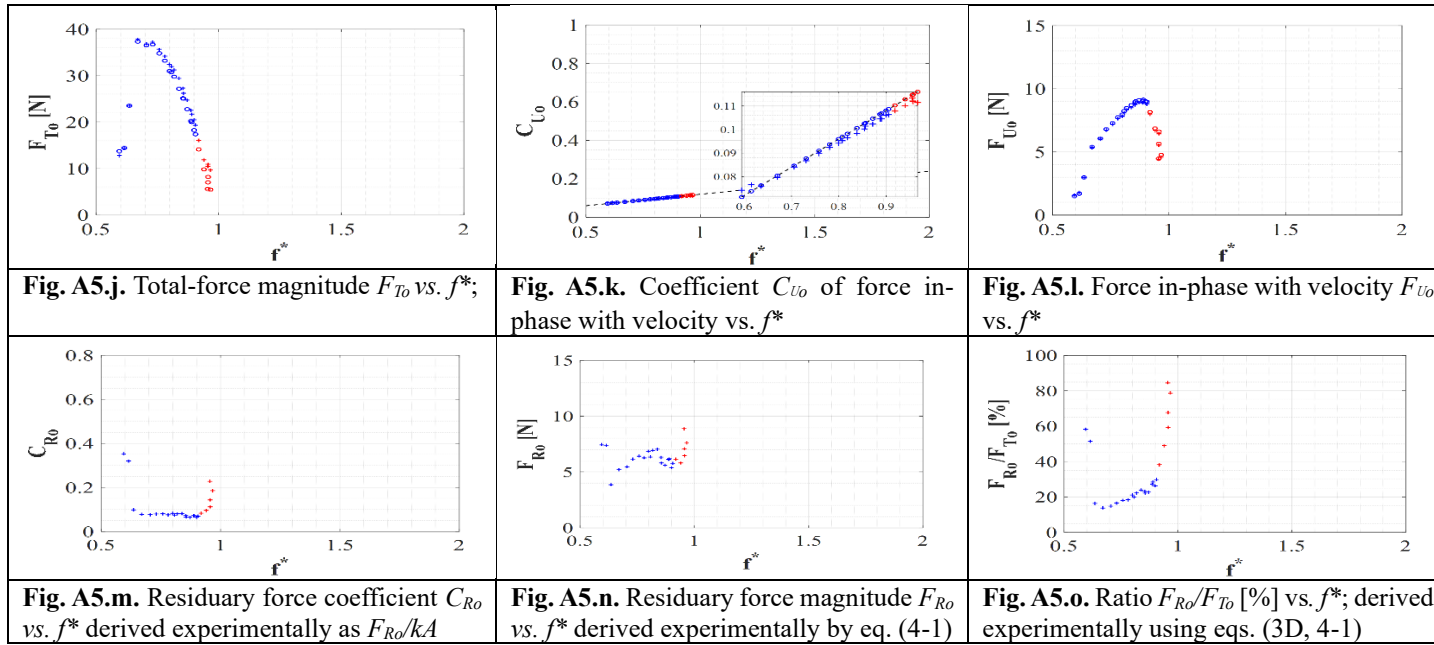 40
30
20
10
0
0.5
1
1.5
2
F_To [N]
f*
1
0.8
0.6
0.4
0.2
0
0.5
1
2
C_Uo
f*
0.11
0.1
0.09
0.08
0.6
0.7
0.8
0.9
15
10
5
0
0.5
1
1.5
2
F_Uo [N]
f*
Fig. A5.j. Total-force magnitude F_To vs. f*;
Fig. A5.k. Coefficient C_Uo of force in-
phase with velocity vs. f*
Fig. A5.l. Force in-phase with velocity F_Uo
vs. f*
0.8
0.6
0.4
0.2
0
0.5
1
1.5
2
C_Ro
f*
15
10
5
0
0.5
1
1.5
2
F_Ro [N]
f*
100
80
60
40
20
0
0.5
1
1.5
2
F_Ro/F_To [%]
f*
Fig. A5.m. Residuary force coefficient C_Ro
vs. f* derived experimentally as F_Ro/kA
Fig. A5.n. Residuary force magnitude F_Ro
vs. f* derived experimentally by eq. (4-1)
Fig. A5.o. Ratio F_Ro/F_To [%] vs. f*; derived
experimentally using eqs. (3D, 4-1)